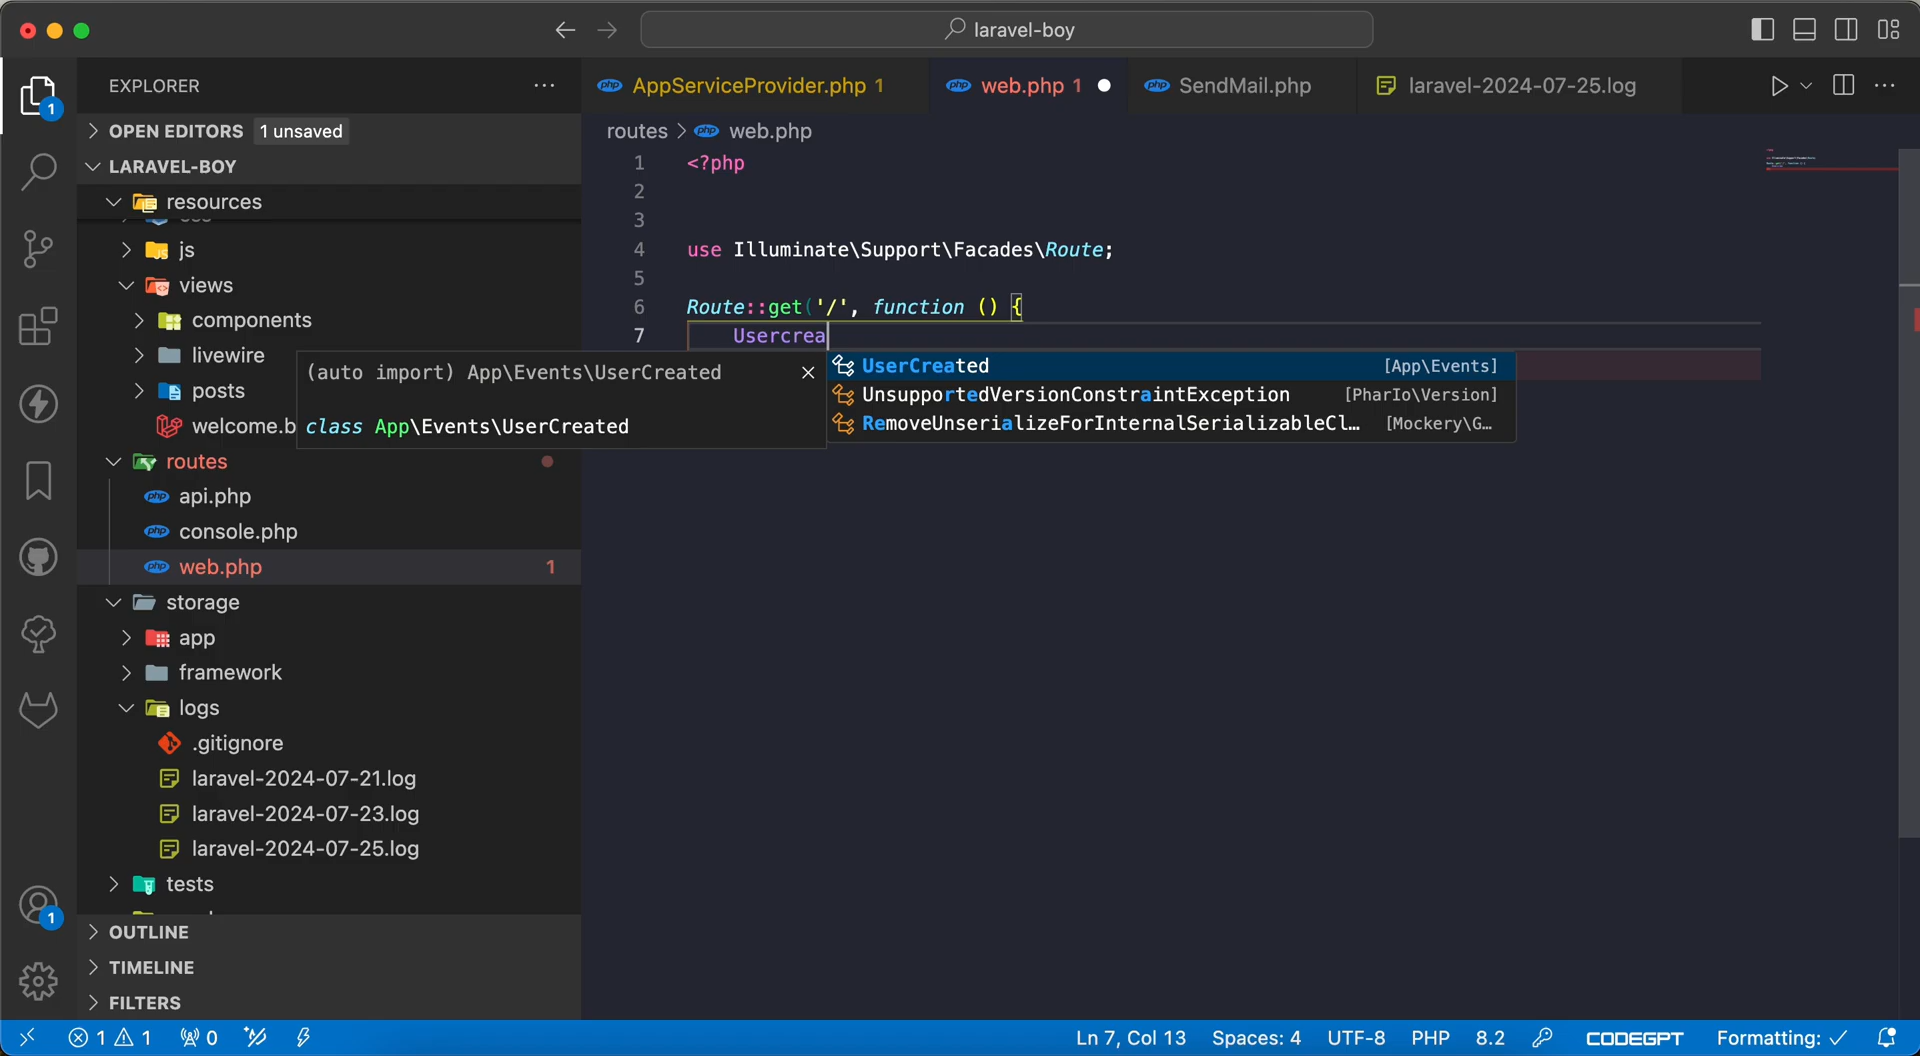 laravel-boy
EXPLORER
AppServiceProvider.php 1
web.php 1
SendMail.php
laravel-2024-07-25.log
OPEN EDITORS 1 unsaved
LARAVEL-BOY
resources
js
views
components
livewire
posts
welcome.b
routes
api.php
console.php
web.php 1
storage
app
framework
logs
.gitignore
laravel-2024-07-21.log
laravel-2024-07-23.log
laravel-2024-07-25.log
tests
OUTLINE
TIMELINE
FILTERS
1
1
routes > web.php
1 <?php
2
3
4 use Illuminate\Support\Facades\Route;
5
6 Route::get('/', function () {
7 Usercrea
(auto import) App\Events\UserCreated
class App\Events\UserCreated
UserCreated [App\Events]
UnsupportedVersionConstraintException [PharIo\Version]
RemoveUnserializeForInternalSerializableCl… [Mockery\G…
1 1 0
Ln 7, Col 13 Spaces: 4 UTF-8 PHP 8.2 CODEGPT Formatting: ✓